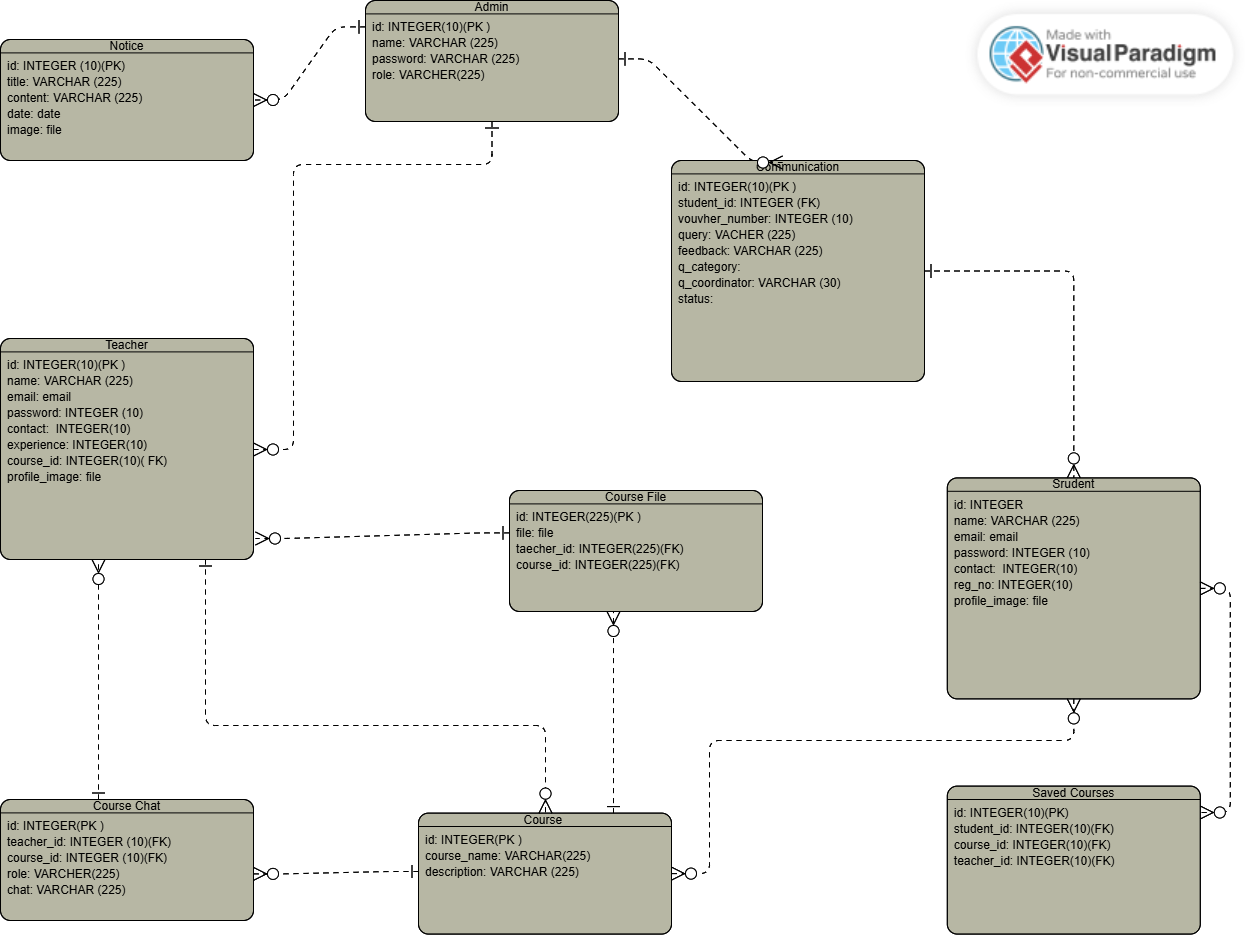 Admin
id: INTEGER(10)(PK )
name: VARCHAR (225)
password: VARCHAR (225)
role: VARCHER(225)
Made with
Visual Paradigm
For non-commercial use
Notice
id: INTEGER (10)(PK)
title: VARCHAR (225)
content: VARCHAR (225)
date: date
image: file
Communication
id: INTEGER(10)(PK )
student_id: INTEGER (FK)
vouvher_number: INTEGER (10)
query: VACHER (225)
feedback: VARCHAR (225)
q_category:
q_coordinator: VARCHAR (30)
status:
Teacher
id: INTEGER(10)(PK )
name: VARCHAR (225)
email: email
password: INTEGER (10)
contact:  INTEGER(10)
experience: INTEGER(10)
course_id: INTEGER(10)( FK)
profile_image: file
Course File
id: INTEGER(225)(PK )
file: file
taecher_id: INTEGER(225)(FK)
course_id: INTEGER(225)(FK)
Srudent
id: INTEGER
name: VARCHAR (225)
email: email
password: INTEGER (10)
contact:  INTEGER(10)
reg_no: INTEGER(10)
profile_image: file
Course Chat
id: INTEGER(PK )
teacher_id: INTEGER (10)(FK)
course_id: INTEGER (10)(FK)
role: VARCHER(225)
chat: VARCHAR (225)
Course
id: INTEGER(PK )
course_name: VARCHAR(225)
description: VARCHAR (225)
Saved Courses
id: INTEGER(10)(PK)
student_id: INTEGER(10)(FK)
course_id: INTEGER(10)(FK)
teacher_id: INTEGER(10)(FK)